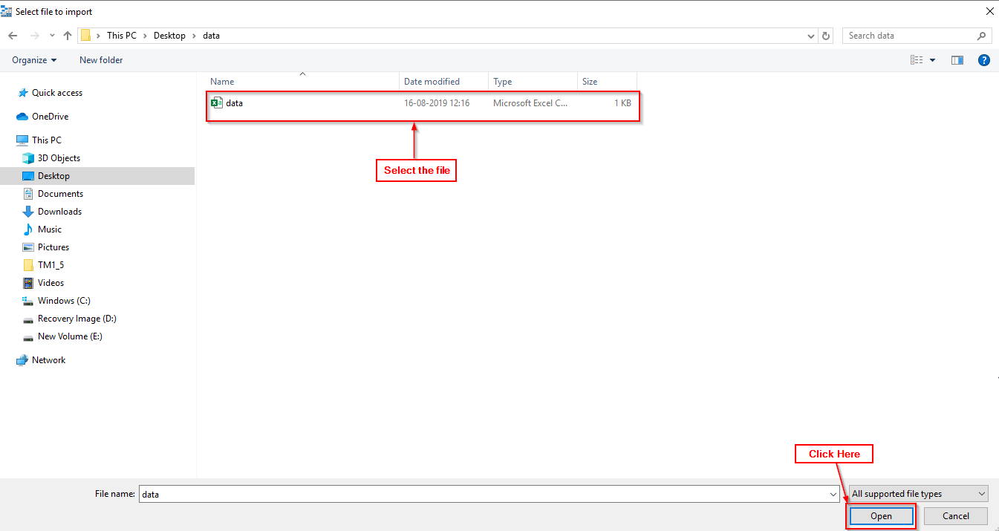 Select file to import
This PC > Desktop > data
Search data
Organize
New folder
Name
Date modified
Type
Size
data
16-08-2019 12:16
Microsoft Excel C...
1 KB
Select the file
Quick access
OneDrive
This PC
3D Objects
Desktop
Documents
Downloads
Music
Pictures
TM1_5
Videos
Windows (C:)
Recovery Image (D:)
New Volume (E:)
Network
Click Here
File name: data
All supported file types
Open
Cancel